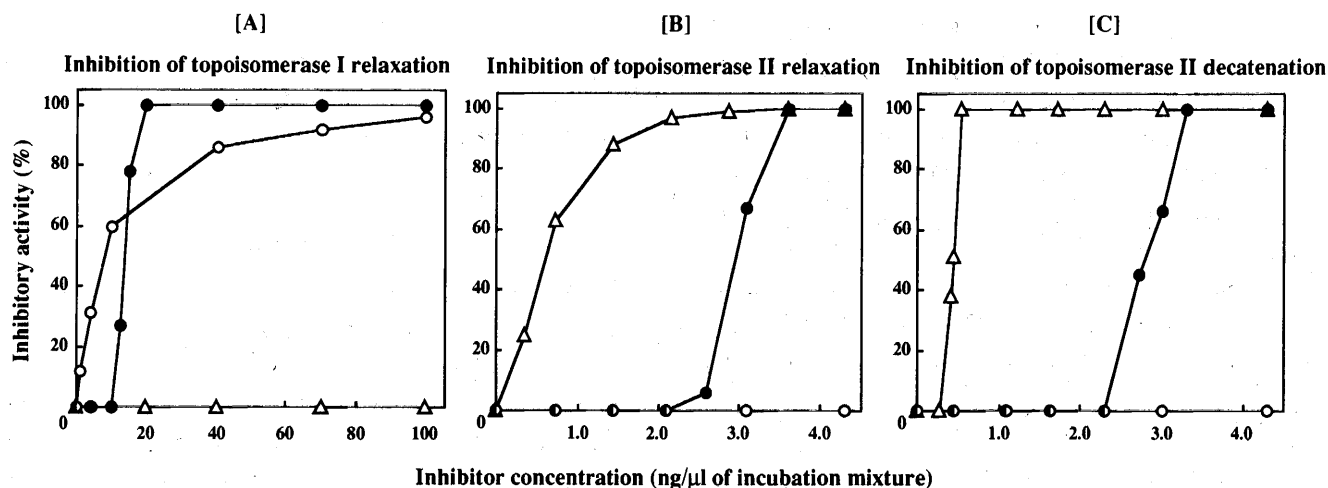 [A] [B] [C]
Inhibition of topoisomerase I relaxation Inhibition of topoisomerase II relaxation Inhibition of topoisomerase II decatenation
Inhibitory activity (%)
100
80
60
40
20
0
20 40 60 80 100
100
80
60
40
20
0
1.0 2.0 3.0 4.0
100
80
60
40
20
0
1.0 2.0 3.0 4.0
Inhibitor concentration (ng/µl of incubation mixture)